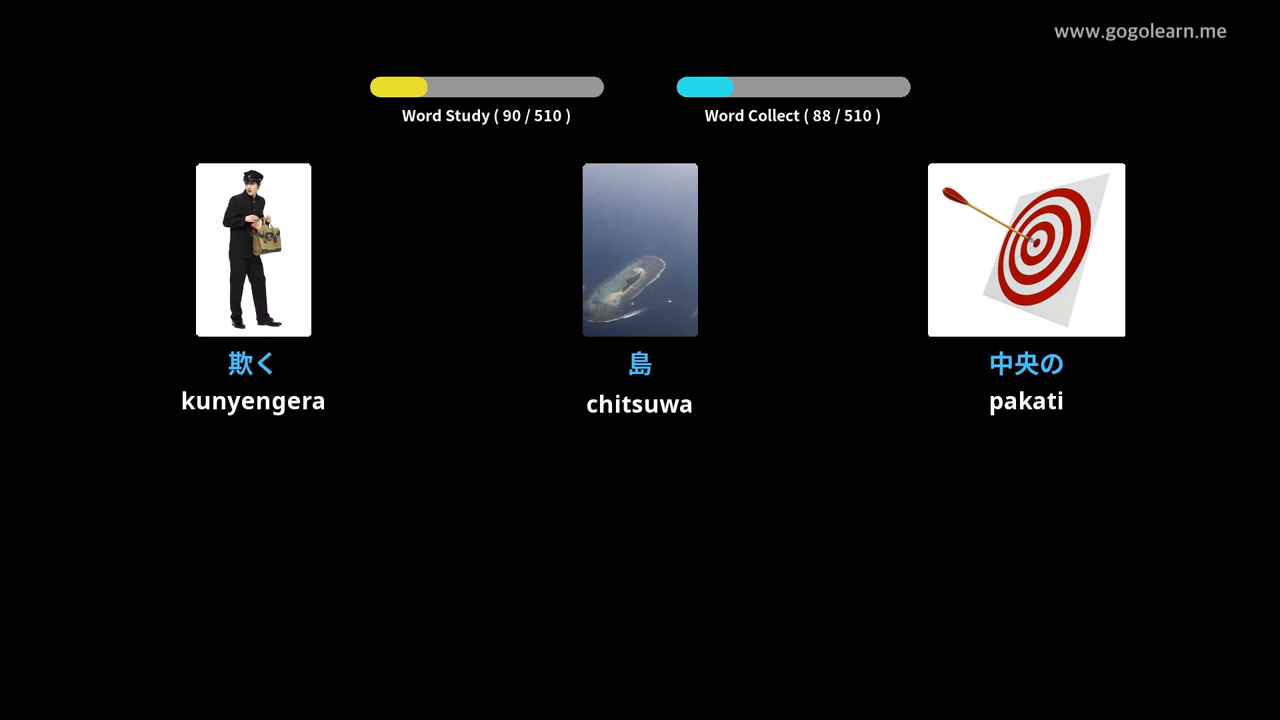 www.gogolearn.me
Word Study ( 90 / 510 )
Word Collect ( 88 / 510 )
欺く
kunyengera
島
chitsuwa
中央の
pakati